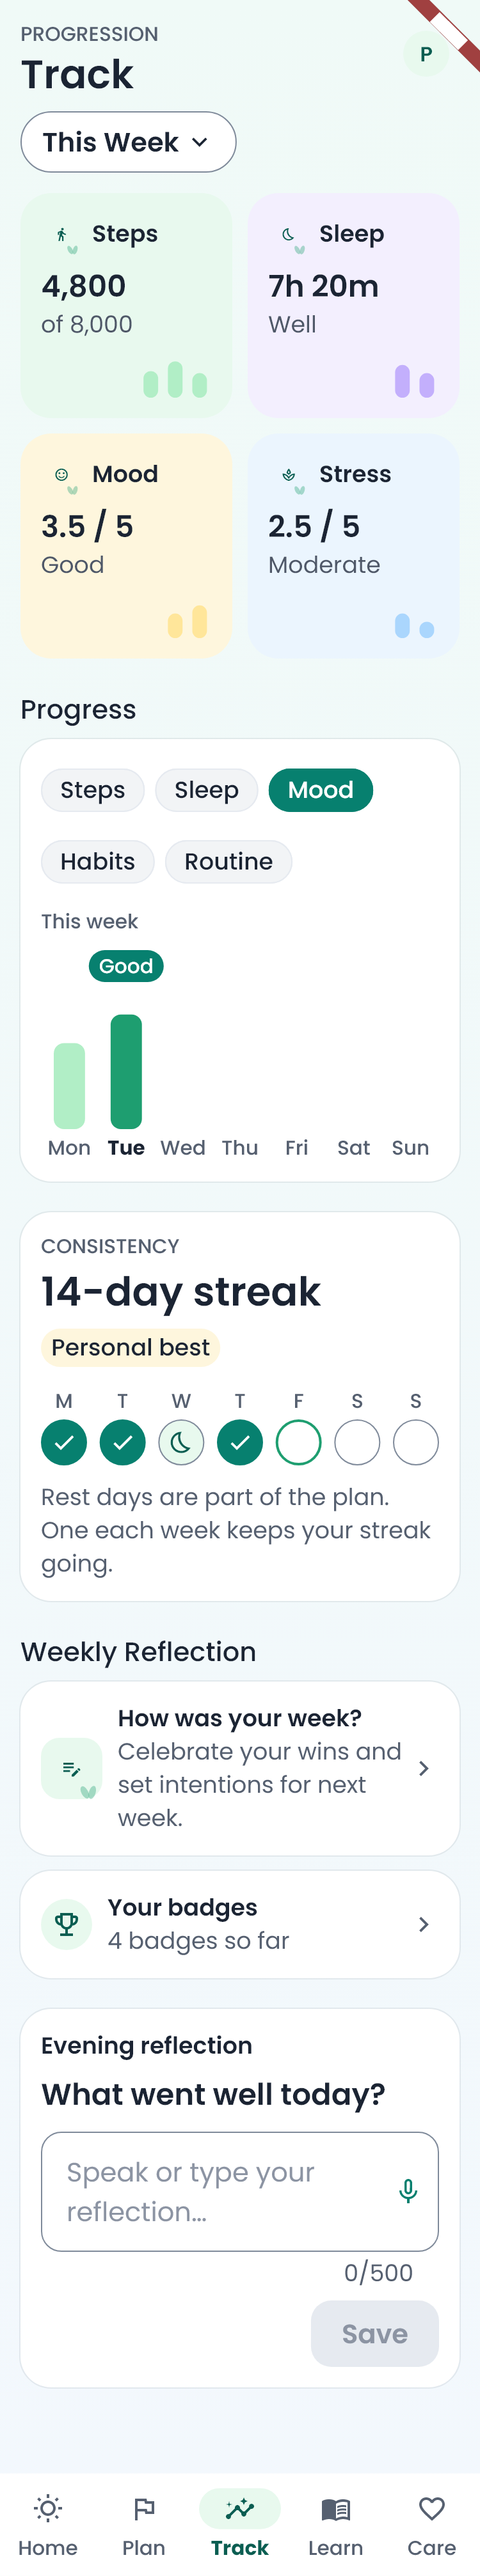 PROGRESSION
Track
P
This Week
Steps
4,800
of 8,000
Sleep
7h 20m
Well
Mood
3.5 / 5
Good
Stress
2.5 / 5
Moderate
Progress
Steps
Sleep
Mood
Habits
Routine
This week
Good
Mon Tue Wed Thu Fri Sat Sun
CONSISTENCY
14-day streak
Personal best
M T W T F S S
Rest days are part of the plan.
One each week keeps your streak
going.
Weekly Reflection
How was your week?
Celebrate your wins and
set intentions for next
week.
Your badges
4 badges so far
Evening reflection
What went well today?
Speak or type your
reflection...
0/500
Save
Home Plan Track Learn Care